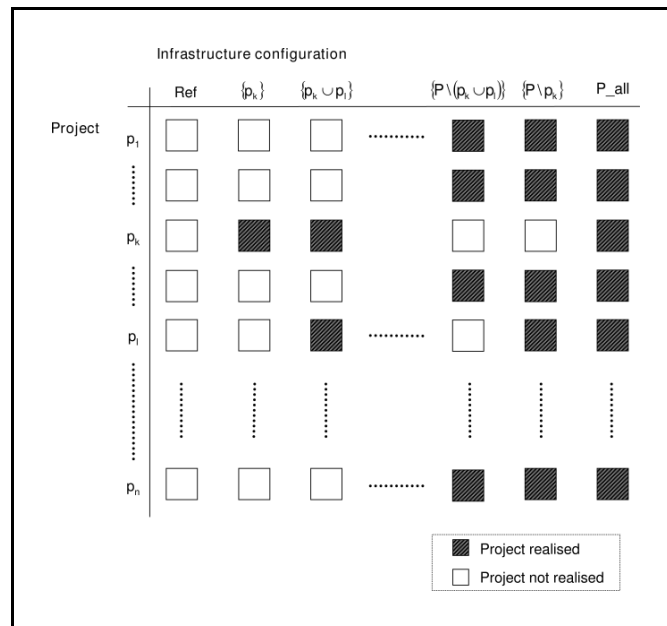 Infrastructure configuration
Ref {pₖ} {pₖ ∪ pₗ} {P \ (pₖ ∪ pₗ)} {P \ pₖ} P_all
Project
p₁
pₖ
pₗ
pₙ
Project realised
Project not realised